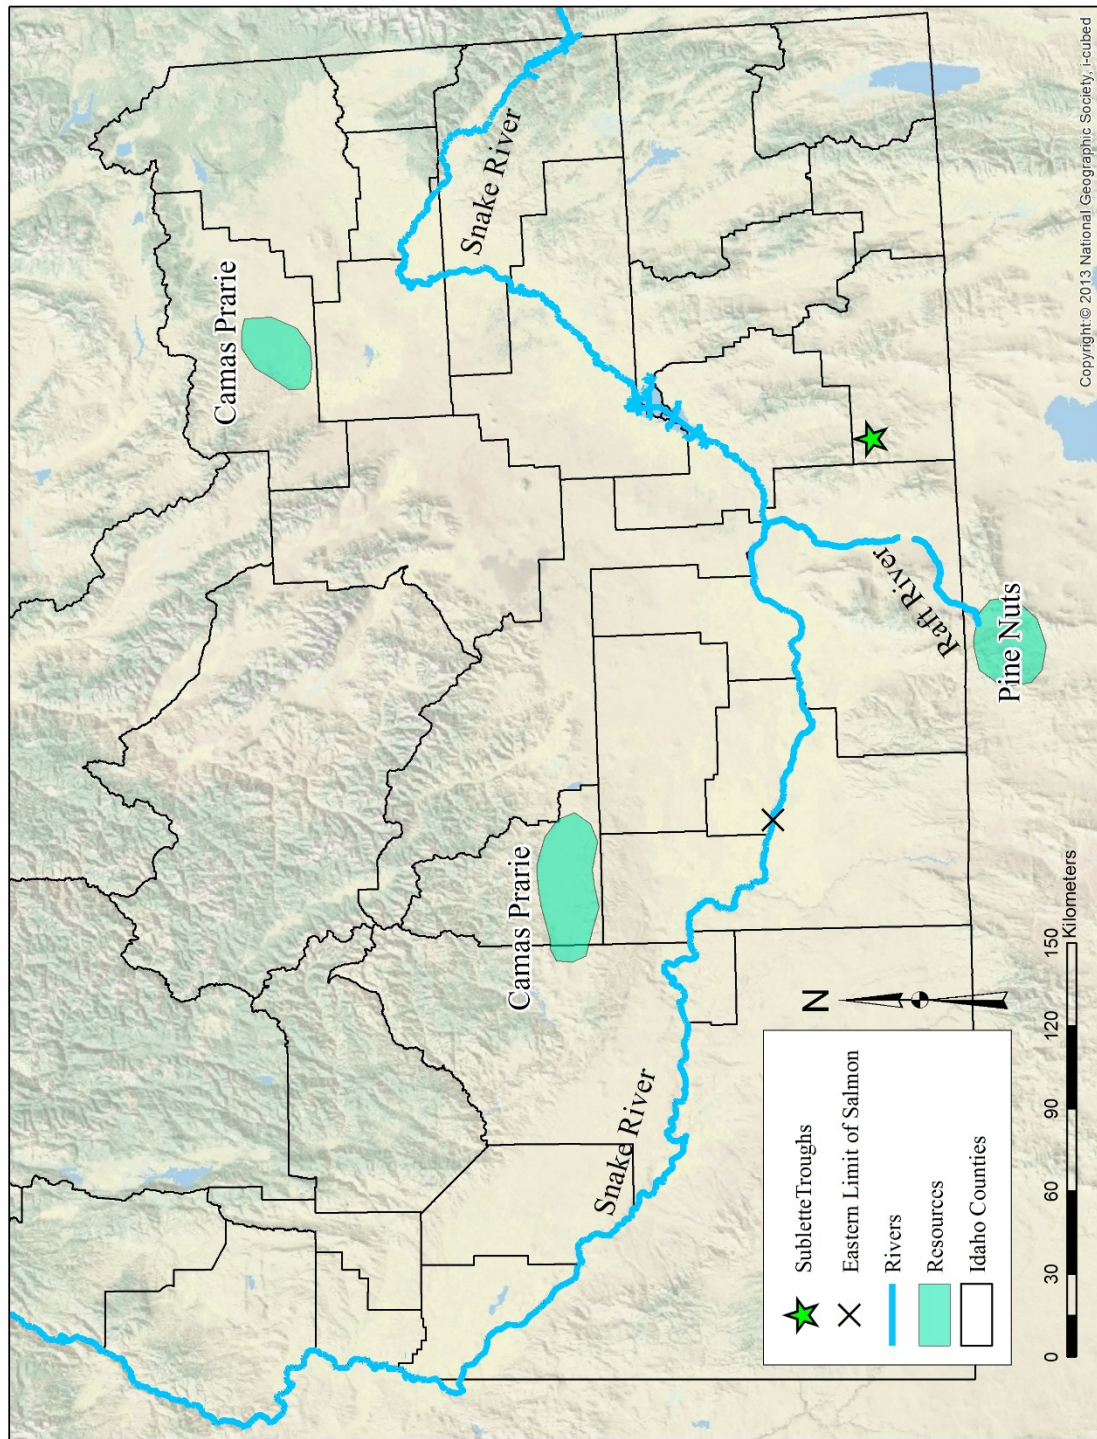 Camas Prarie
Snake River
Camas Prarie
Snake River
Raft River
Pine Nuts
N
SubletteTroughs
Eastern Limit of Salmon
Rivers
Resources
Idaho Counties
0 30 60 90 120 150
Kilometers
Copyright:© 2013 National Geographic Society, i-cubed